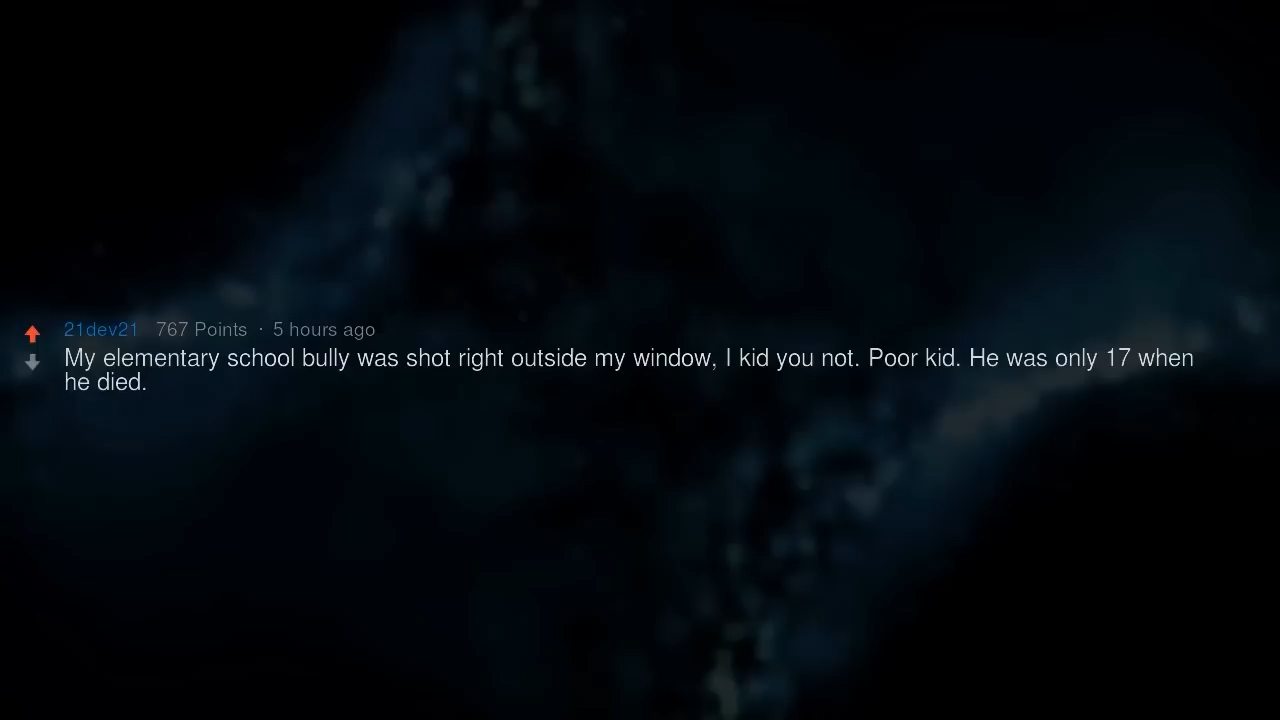 21dev21 767 Points · 5 hours ago
My elementary school bully was shot right outside my window, I kid you not. Poor kid. He was only 17 when
he died.